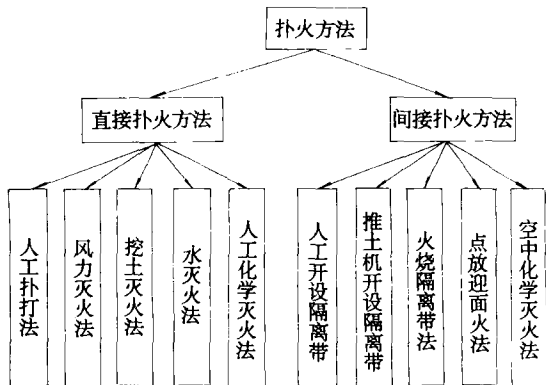 扑火方法
直接扑火方法
间接扑火方法
人工扑打法
风力灭火法
挖土灭火法
水灭火法
人工化学灭火法
人工开设隔离带
推土机开设隔离带
火烧隔离带法
点放迎面火法
空中化学灭火法